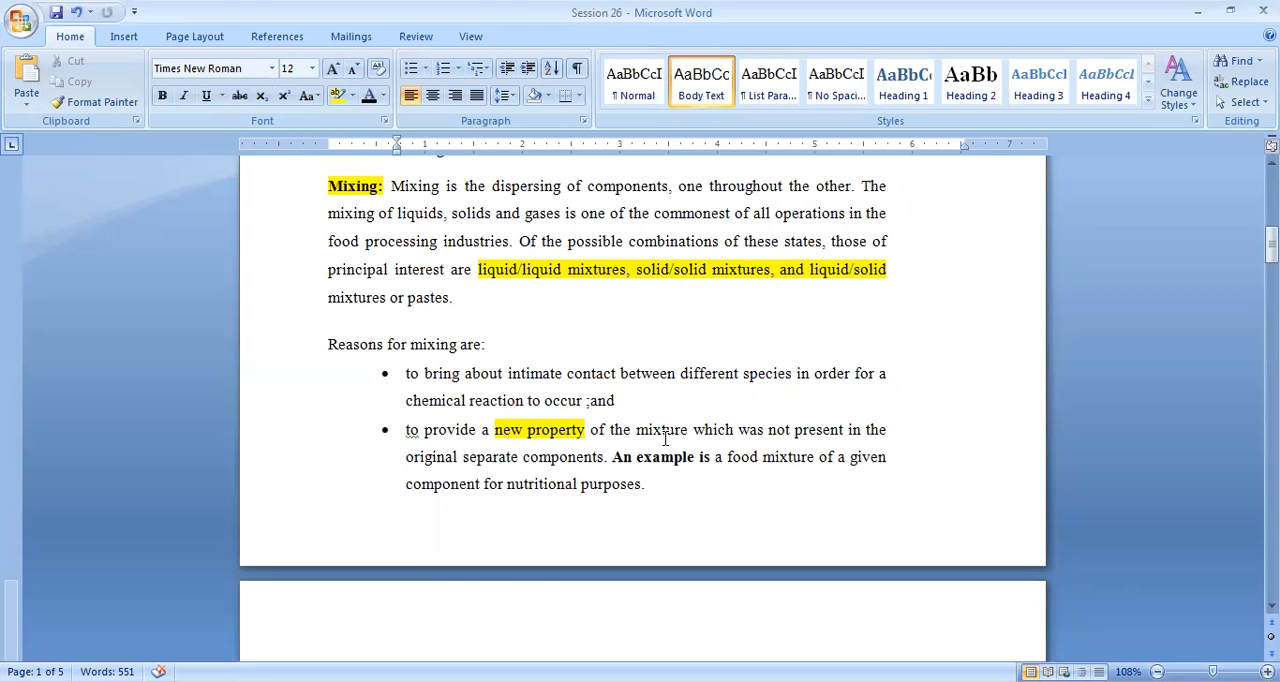 Session 26 - Microsoft Word
Home Insert Page Layout References Mailings Review View
Paste
Cut
Copy
Format Painter
Clipboard
Times New Roman 12
Font
Paragraph
AaBbCcI AaBbCc AaBbCcI AaBbCcI AaBbC AaBb AaBbCcI AaBbCcI
¶ Normal Body Text ¶ List Para... ¶ No Spaci... Heading 1 Heading 2 Heading 3 Heading 4
Change
Styles
Styles
Find
Replace
Select
Editing
1 2 3 4 5 6 7
Mixing: Mixing is the dispersing of components, one throughout the other. The
mixing of liquids, solids and gases is one of the commonest of all operations in the
food processing industries. Of the possible combinations of these states, those of
principal interest are liquid/liquid mixtures, solid/solid mixtures, and liquid/solid
mixtures or pastes.
Reasons for mixing are:
• to bring about intimate contact between different species in order for a
chemical reaction to occur ;and
• to provide a new property of the mixture which was not present in the
original separate components. An example is a food mixture of a given
component for nutritional purposes.
Page: 1 of 5 Words: 551 108%